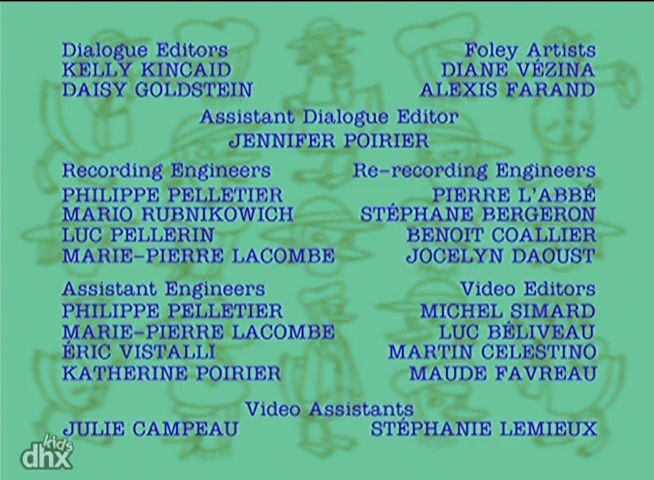 Dialogue Editors
KELLY KINCAID
DAISY GOLDSTEIN
Foley Artists
DIANE VÉZINA
ALEXIS FARAND
Assistant Dialogue Editor
JENNIFER POIRIER
Recording Engineers
PHILIPPE PELLETIER
MARIO RUBNIKOWICH
LUC PELLERIN
MARIE-PIERRE LACOMBE
Re-recording Engineers
PIERRE L'ABBÉ
STÉPHANE BERGERON
BENOIT COALLIER
JOCELYN DAOUST
Assistant Engineers
PHILIPPE PELLETIER
MARIE-PIERRE LACOMBE
ÉRIC VISTALLI
KATHERINE POIRIER
Video Editors
MICHEL SIMARD
LUC BÉLIVEAU
MARTIN CELESTINO
MAUDE FAVREAU
Video Assistants
JULIE CAMPEAU
STÉPHANIE LEMIEUX
kids
dhx